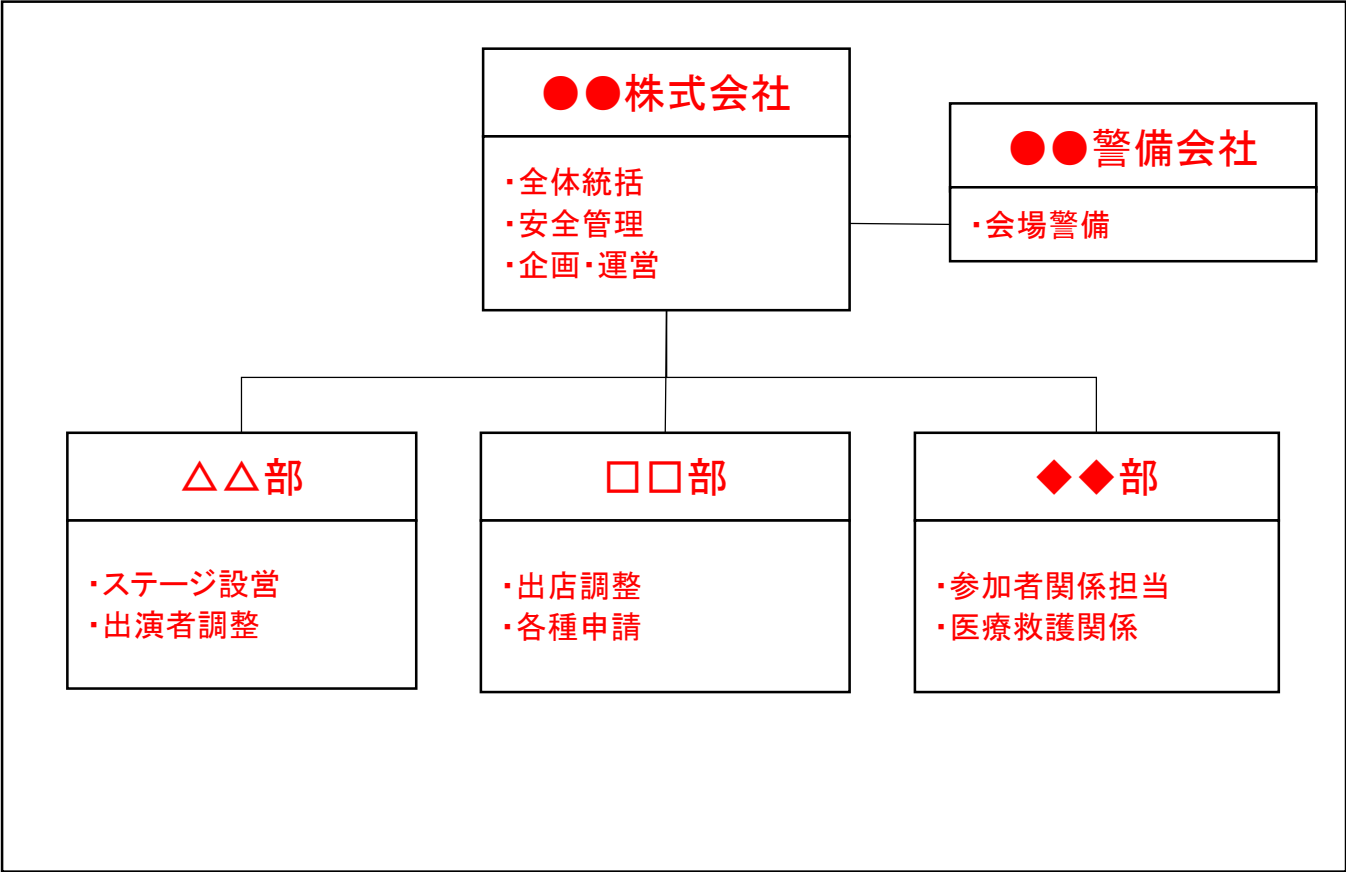 ●●株式会社
・全体統括
・安全管理
・企画・運営
●●警備会社
・会場警備
△△部
・ステージ設営
・出演者調整
□□部
・出店調整
・各種申請
◆◆部
・参加者関係担当
・医療救護関係